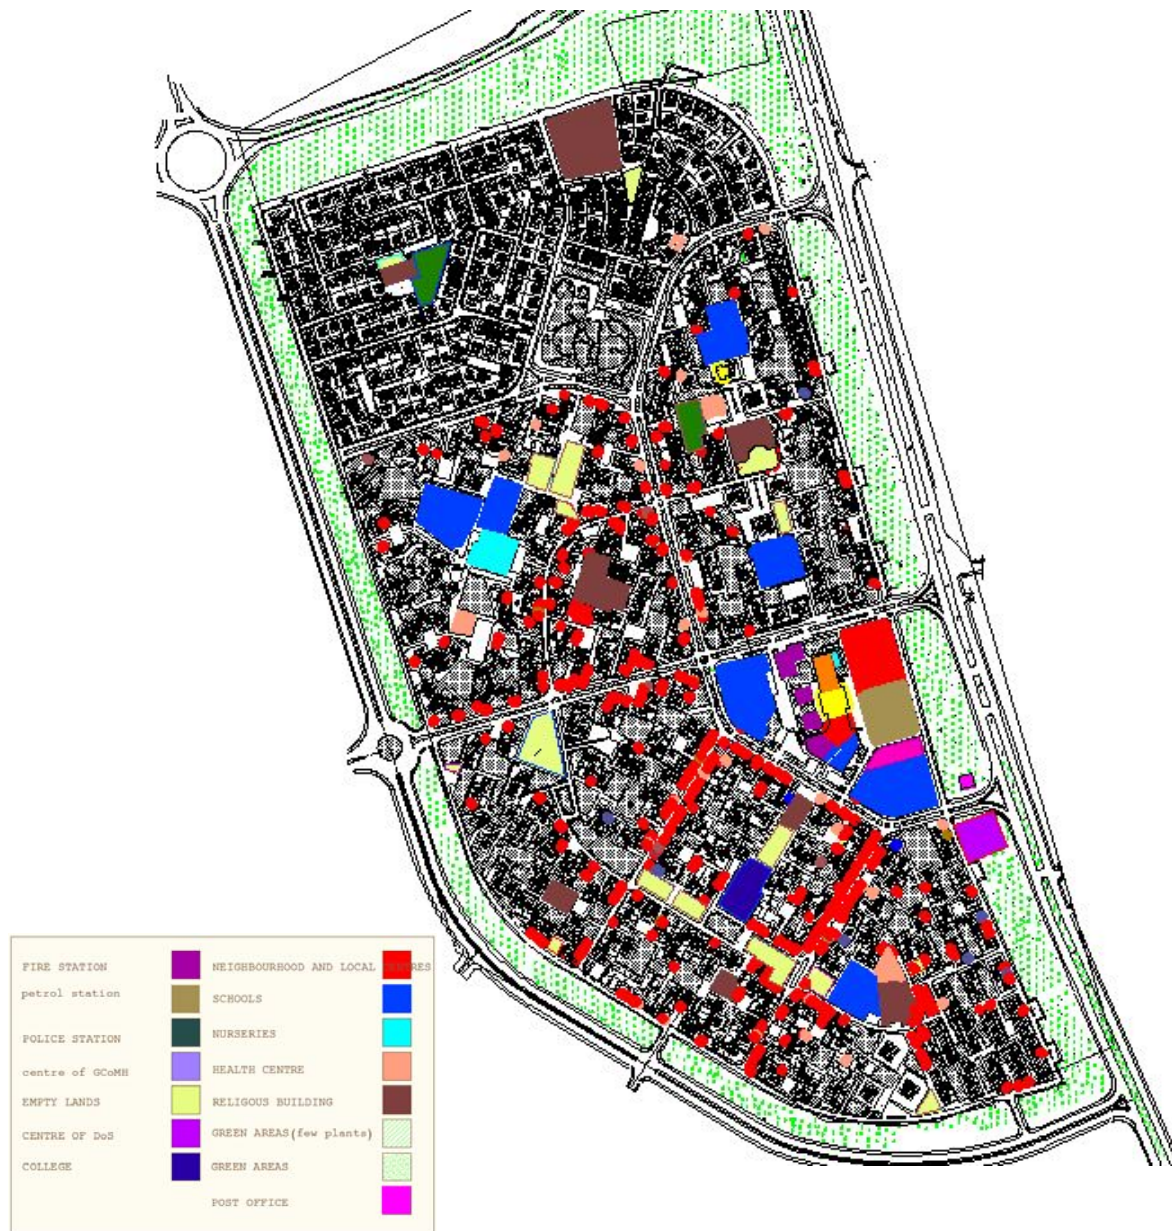 FIRE STATION
NEIGHBOURHOOD AND LOCAL CENTRES
petrol station
SCHOOLS
POLICE STATION
NURSERIES
centre of GCoMH
HEALTH CENTRE
EMPTY LANDS
RELIGOUS BUILDING
CENTRE OF DoS
GREEN AREAS(few plants)
COLLEGE
GREEN AREAS
POST OFFICE